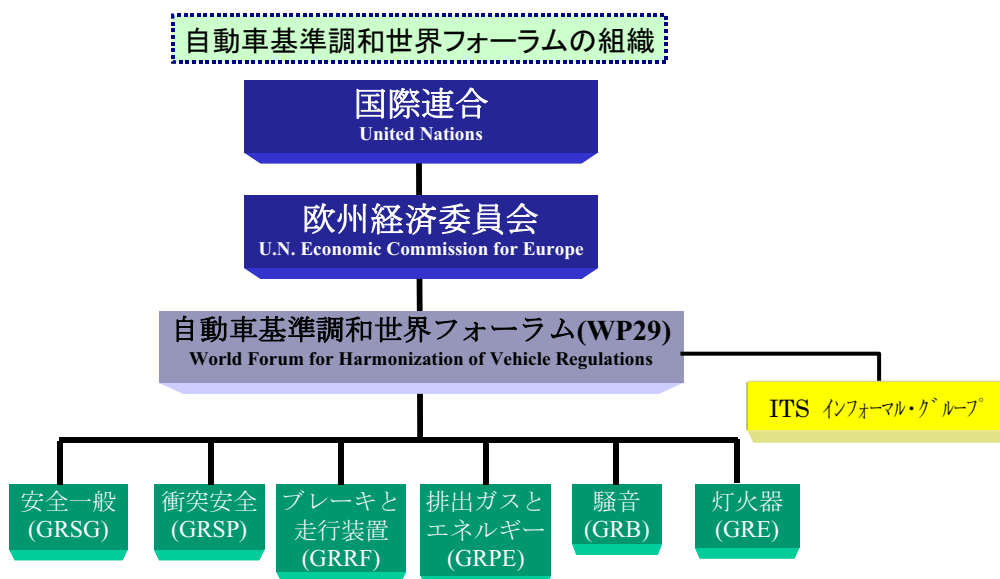 自動車基準調和世界フォーラムの組織
国際連合
United Nations
欧州経済委員会
U.N. Economic Commission for Europe
自動車基準調和世界フォーラム(WP29)
World Forum for Harmonization of Vehicle Regulations
ITS インフォーマル・グループ
安全一般
(GRSG)
衝突安全
(GRSP)
ブレーキと
走行装置
(GRRF)
排出ガスと
エネルギー
(GRPE)
騒音
(GRB)
灯火器
(GRE)